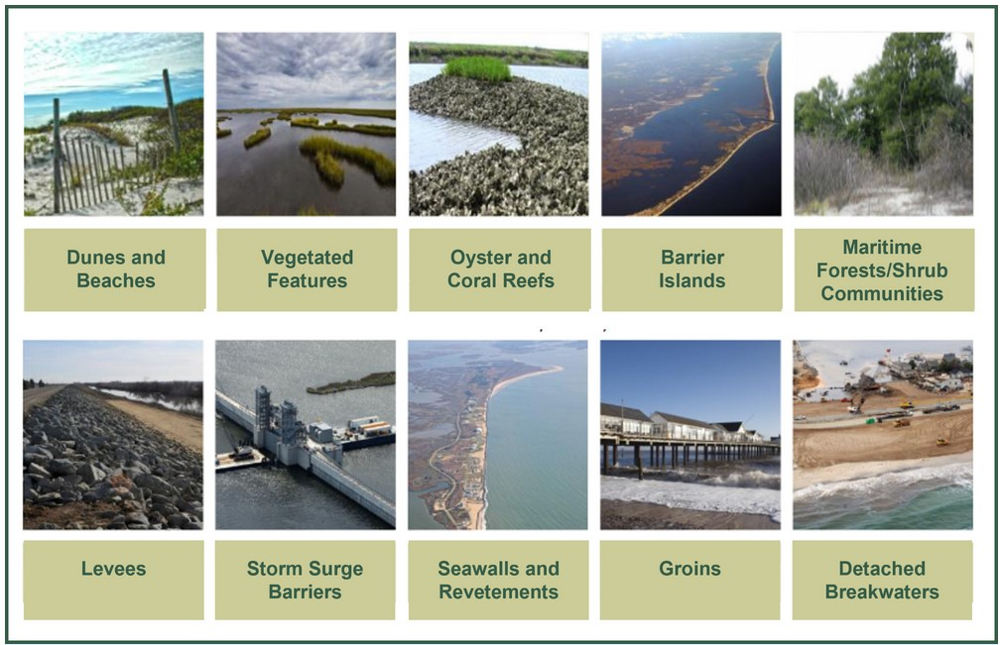 Dunes and
Beaches
Vegetated
Features
Oyster and
Coral Reefs
Barrier
Islands
Maritime
Forests/Shrub
Communities
Levees
Storm Surge
Barriers
Seawalls and
Revetements
Groins
Detached
Breakwaters